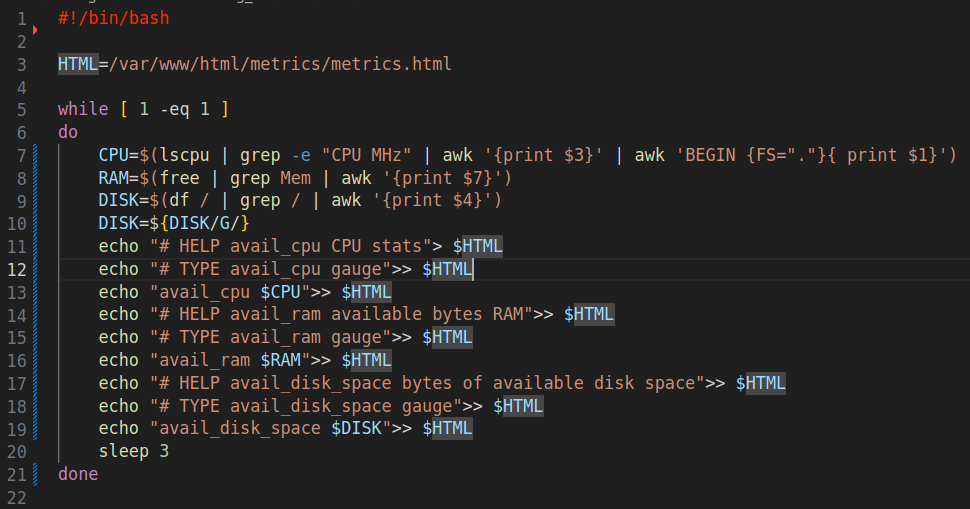 1 #!/bin/bash
2
3 HTML=/var/www/html/metrics/metrics.html
4
5 while [ 1 -eq 1 ]
6 do
7     CPU=$(lscpu | grep -e "CPU MHz" | awk '{print $3}' | awk 'BEGIN {FS="."}{ print $1}')
8     RAM=$(free | grep Mem | awk '{print $7}')
9     DISK=$(df / | grep / | awk '{print $4}')
10     DISK=${DISK/G/}
11     echo "# HELP avail_cpu CPU stats"> $HTML
12     echo "# TYPE avail_cpu gauge">> $HTML
13     echo "avail_cpu $CPU">> $HTML
14     echo "# HELP avail_ram available bytes RAM">> $HTML
15     echo "# TYPE avail_ram gauge">> $HTML
16     echo "avail_ram $RAM">> $HTML
17     echo "# HELP avail_disk_space bytes of available disk space">> $HTML
18     echo "# TYPE avail_disk_space gauge">> $HTML
19     echo "avail_disk_space $DISK">> $HTML
20     sleep 3
21 done
22